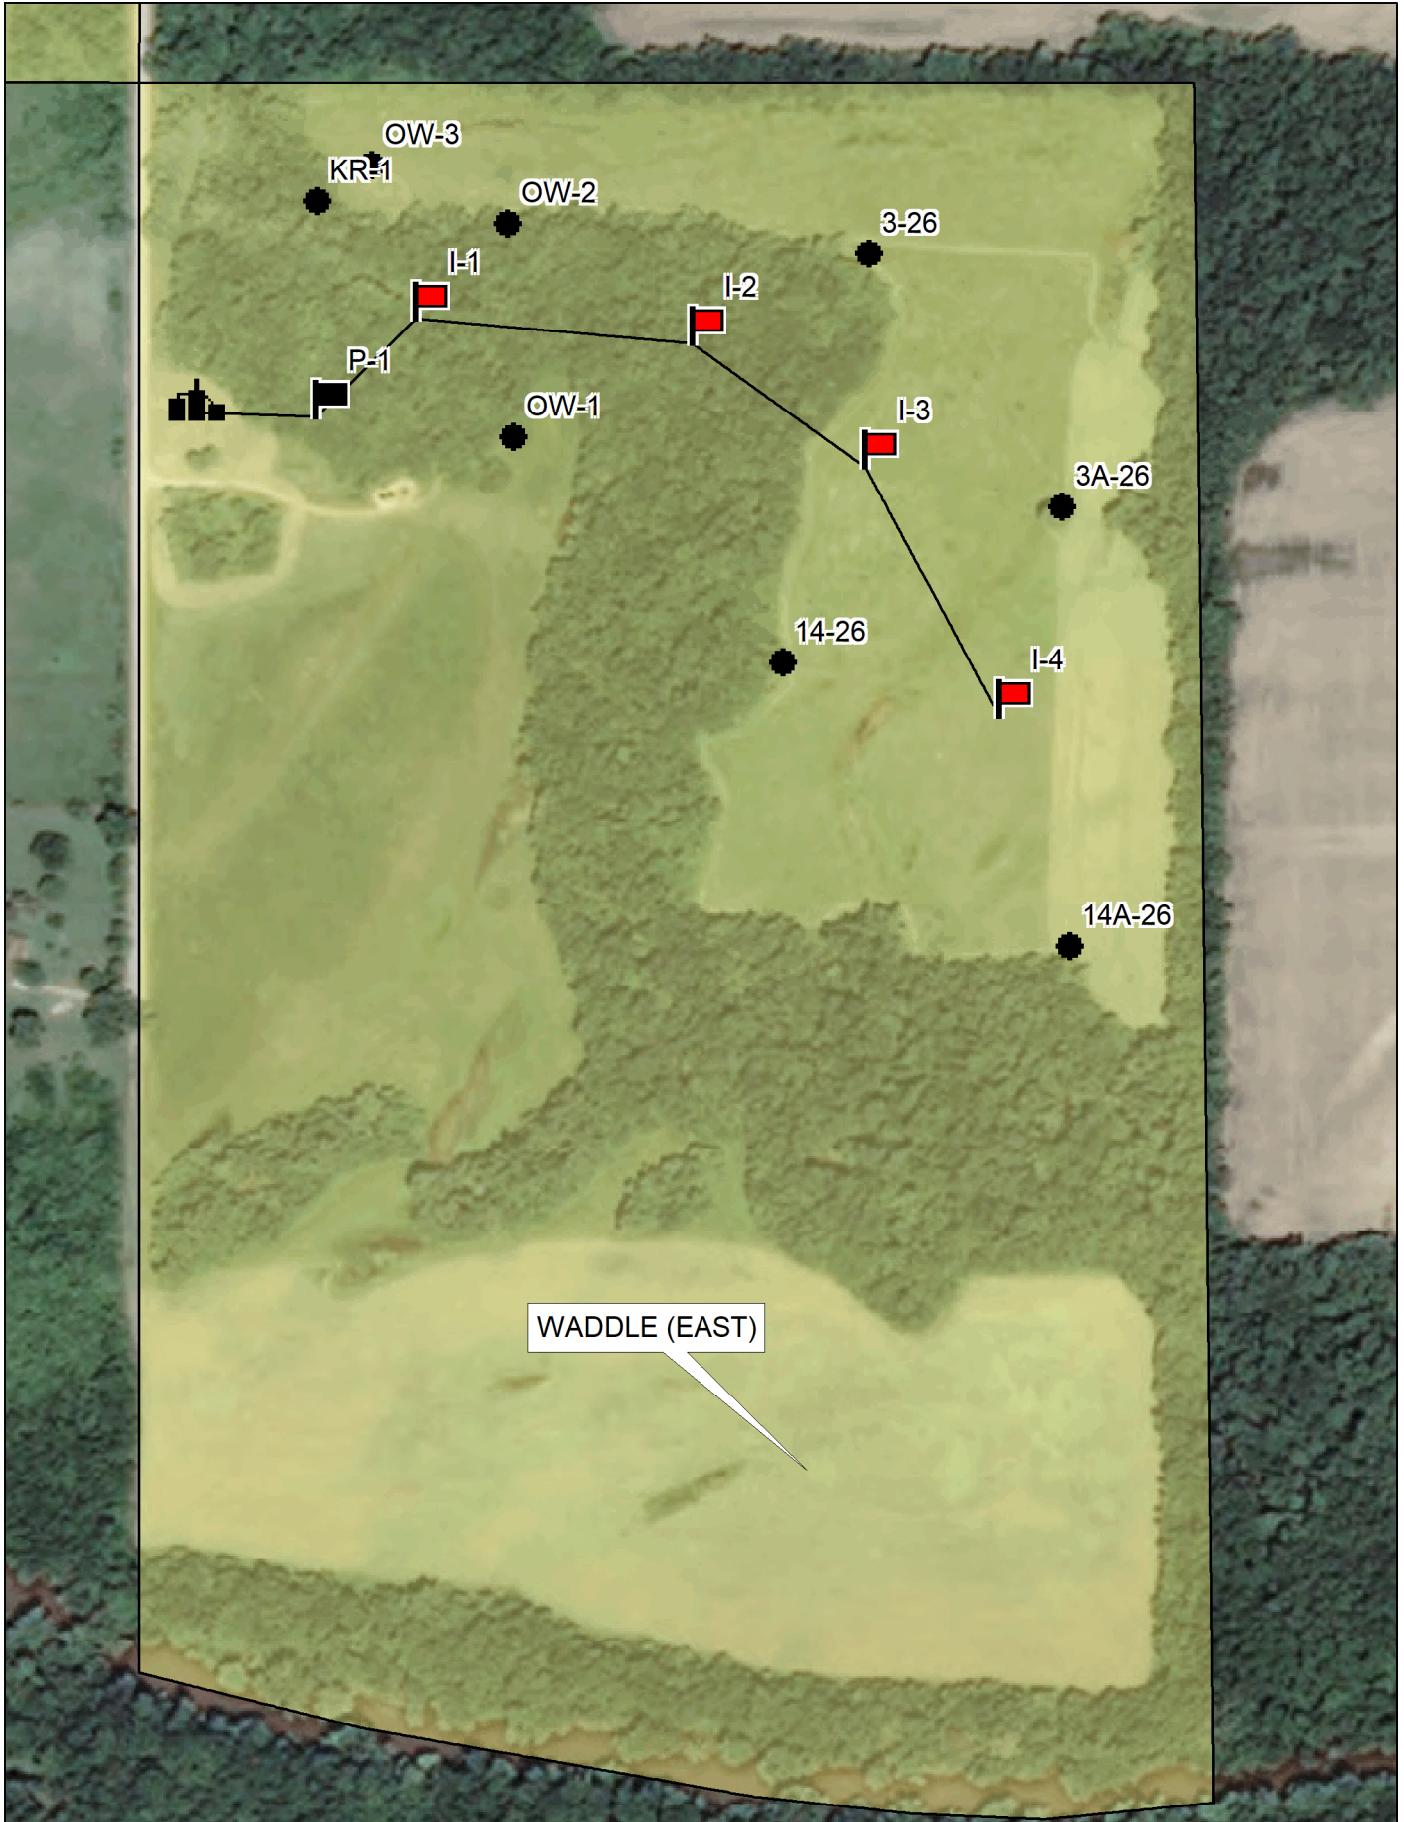 OW-3
KR-1
OW-2
3-26
I-1
I-2
P-1
OW-1
I-3
3A-26
14-26
I-4
14A-26
WADDLE (EAST)